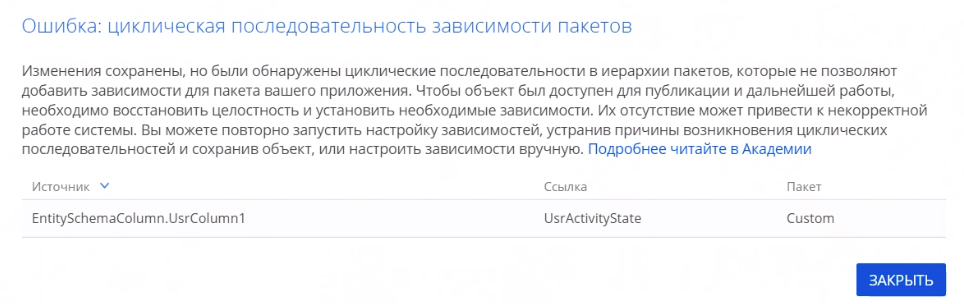 Ошибка: циклическая последовательность зависимости пакетов
Изменения сохранены, но были обнаружены циклические последовательности в иерархии пакетов, которые не позволяют
добавить зависимости для пакета вашего приложения. Чтобы объект был доступен для публикации и дальнейшей работы,
необходимо восстановить целостность и установить необходимые зависимости. Их отсутствие может привести к некорректной
работе системы. Вы можете повторно запустить настройку зависимостей, устранив причины возникновения циклических
последовательностей и сохранив объект, или настроить зависимости вручную. Подробнее читайте в Академии
Источник Ссылка Пакет
EntitySchemaColumn.UsrColumn1 UsrActivityState Custom
ЗАКРЫТЬ